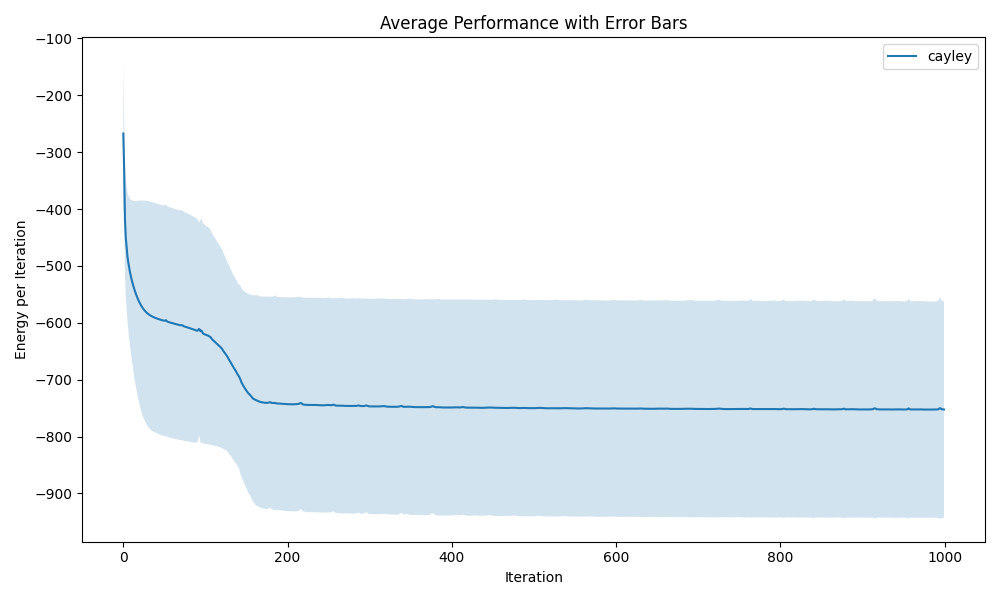 Average Performance with Error Bars
cayley
Energy per Iteration
−100
−200
−300
−400
−500
−600
−700
−800
−900
0 200 400 600 800 1000
Iteration